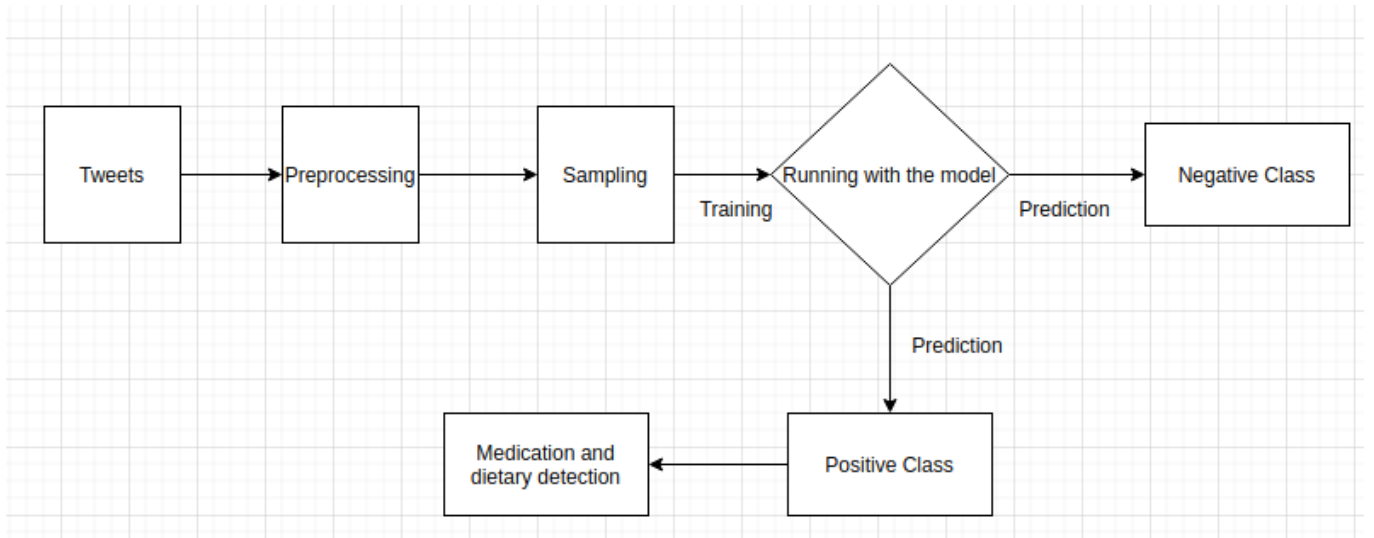 Tweets
Preprocessing
Sampling
Training
Running with the model
Prediction
Negative Class
Prediction
Positive Class
Medication and
dietary detection